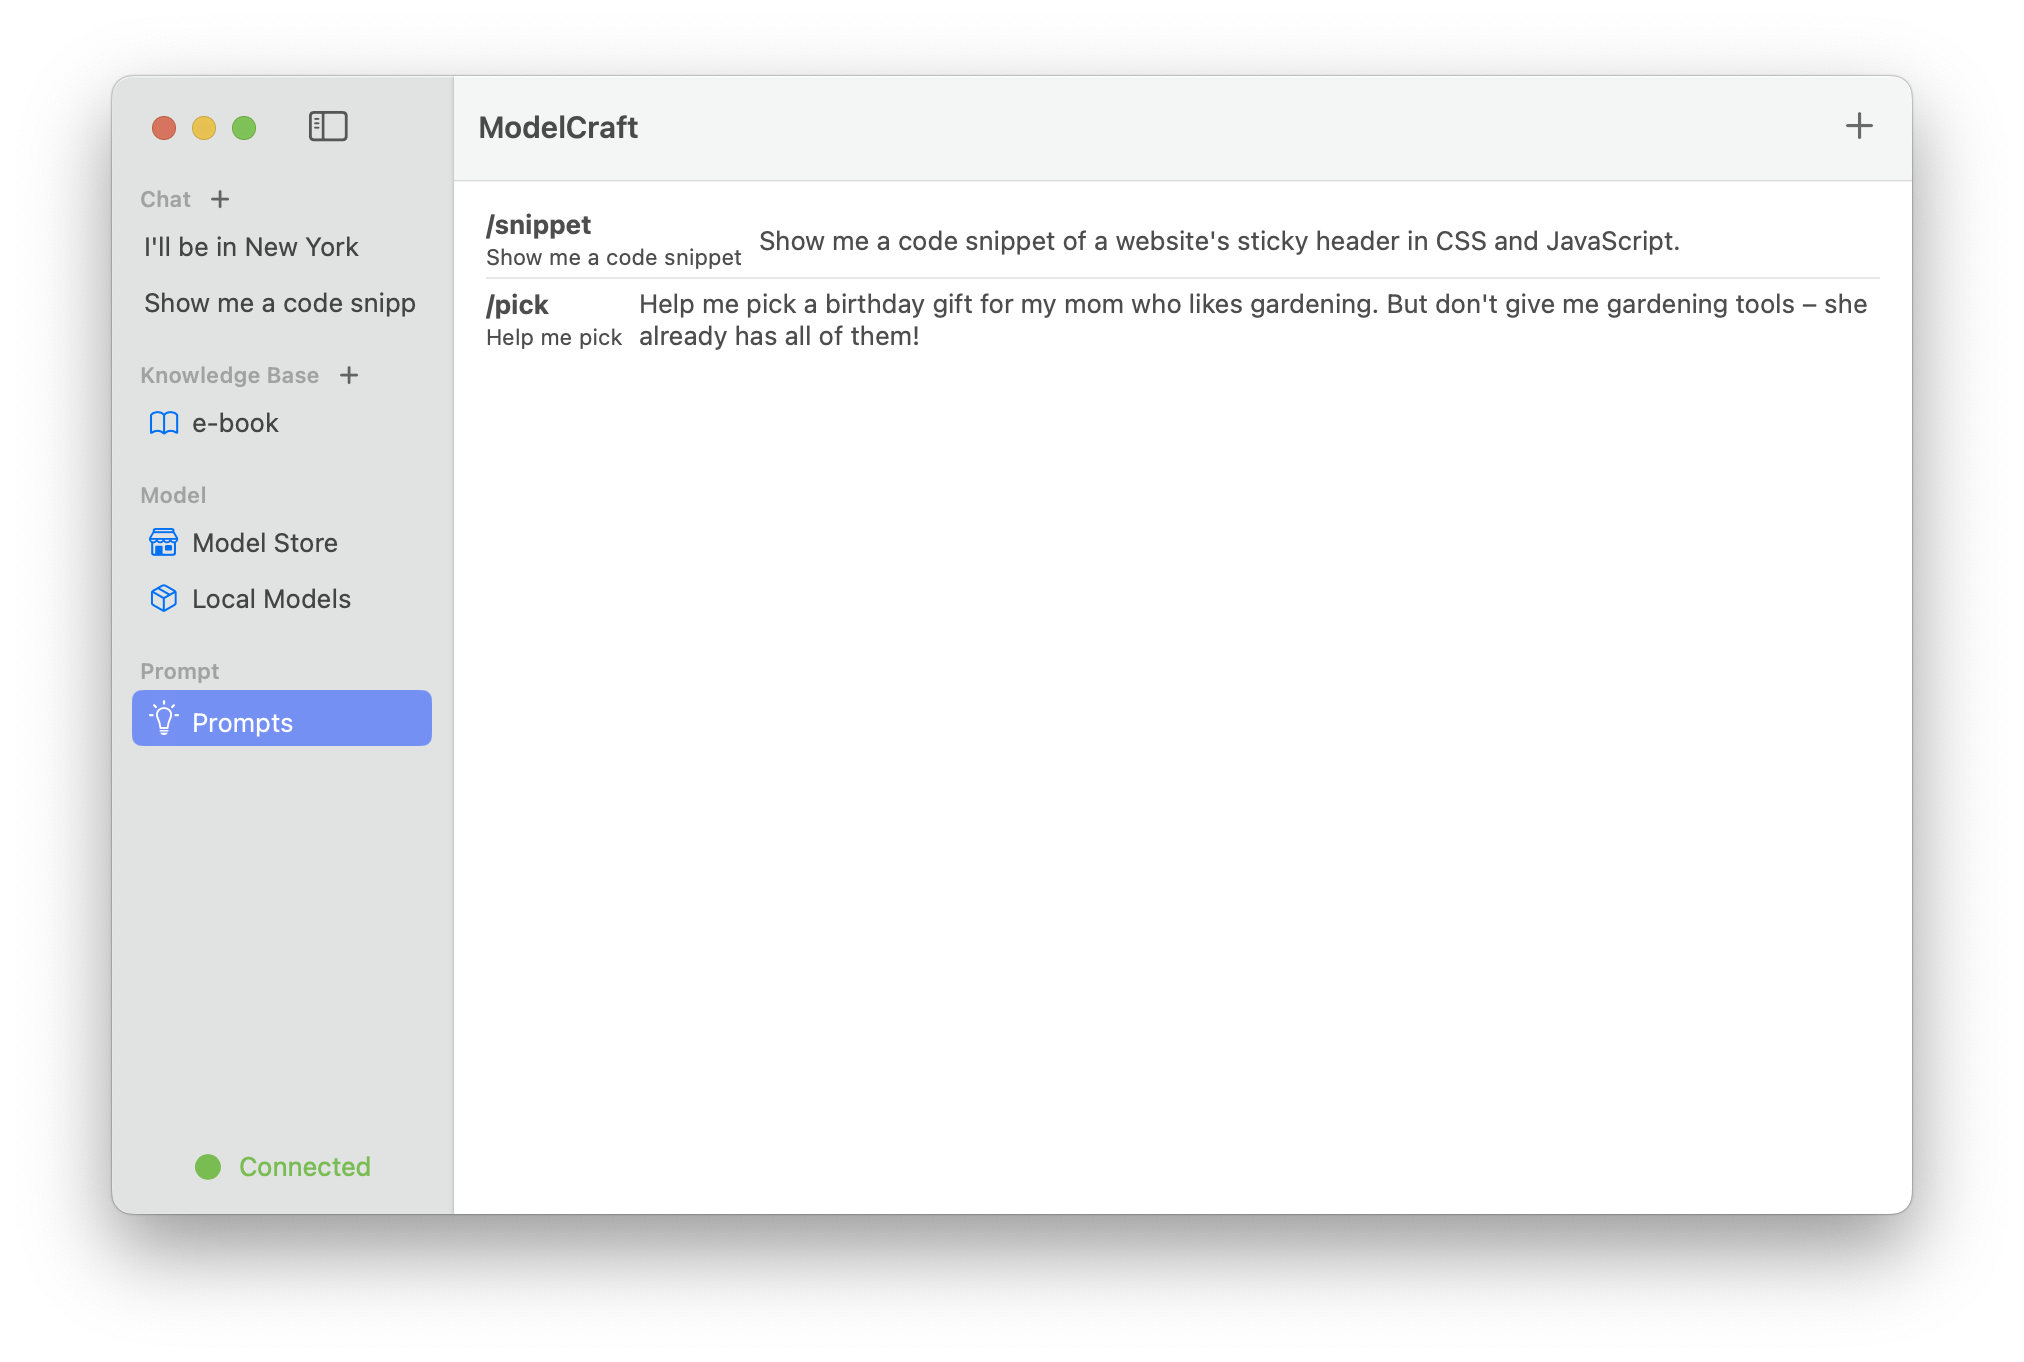 Chat
I'll be in New York
Show me a code snipp
Knowledge Base
e-book
Model
Model Store
Local Models
Prompt
Prompts
Connected
ModelCraft
/snippet
Show me a code snippet
Show me a code snippet of a website's sticky header in CSS and JavaScript.
/pick
Help me pick
Help me pick a birthday gift for my mom who likes gardening. But don't give me gardening tools – she
already has all of them!